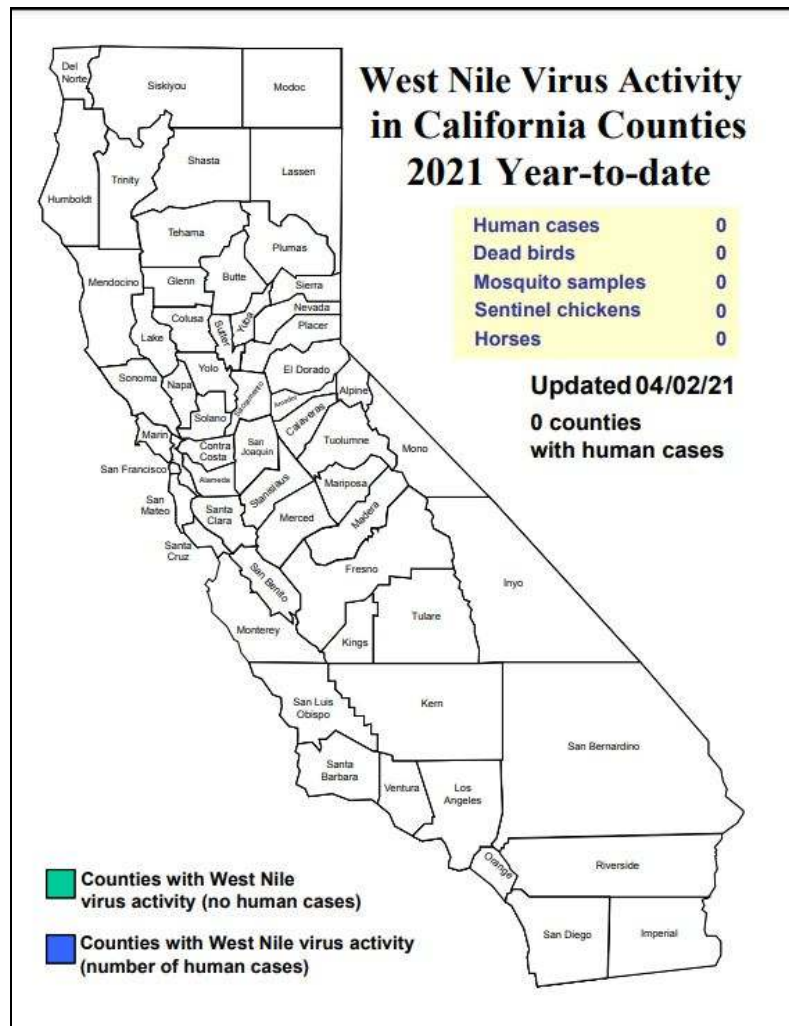 West Nile Virus Activity
in California Counties
2021 Year-to-date
Human cases 0
Dead birds 0
Mosquito samples 0
Sentinel chickens 0
Horses 0
Updated 04/02/21
0 counties
with human cases
Del
Norte
Siskiyou
Modoc
Humboldt
Trinity
Shasta
Lassen
Tehama
Plumas
Mendocino
Glenn
Butte
Sierra
Nevada
Placer
Yuba
Sutter
Colusa
Lake
Sonoma
Napa
Yolo
El Dorado
Sacramento
Amador
Alpine
Solano
Calaveras
Marin
Contra
Costa
San
Joaquin
Tuolumne
Mono
San Francisco
Alameda
Stanislaus
Mariposa
San
Mateo
Santa
Clara
Merced
Madera
Santa
Cruz
San Benito
Fresno
Inyo
Monterey
Kings
Tulare
San Luis
Obispo
Kern
San Bernardino
Santa
Barbara
Ventura
Los
Angeles
Orange
Riverside
San Diego
Imperial
Counties with West Nile
virus activity (no human cases)
Counties with West Nile virus activity
(number of human cases)